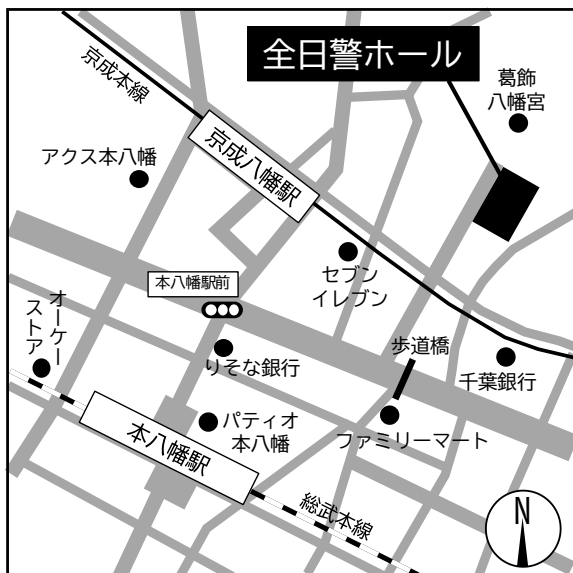 全日警ホール
京成本線
葛飾
八幡宮
京成八幡駅
アクス本八幡
セブン
イレブン
本八幡駅前
オーケー
ストア
りそな銀行
歩道橋
千葉銀行
パティオ
本八幡
ファミリーマート
本八幡駅
総武本線
N